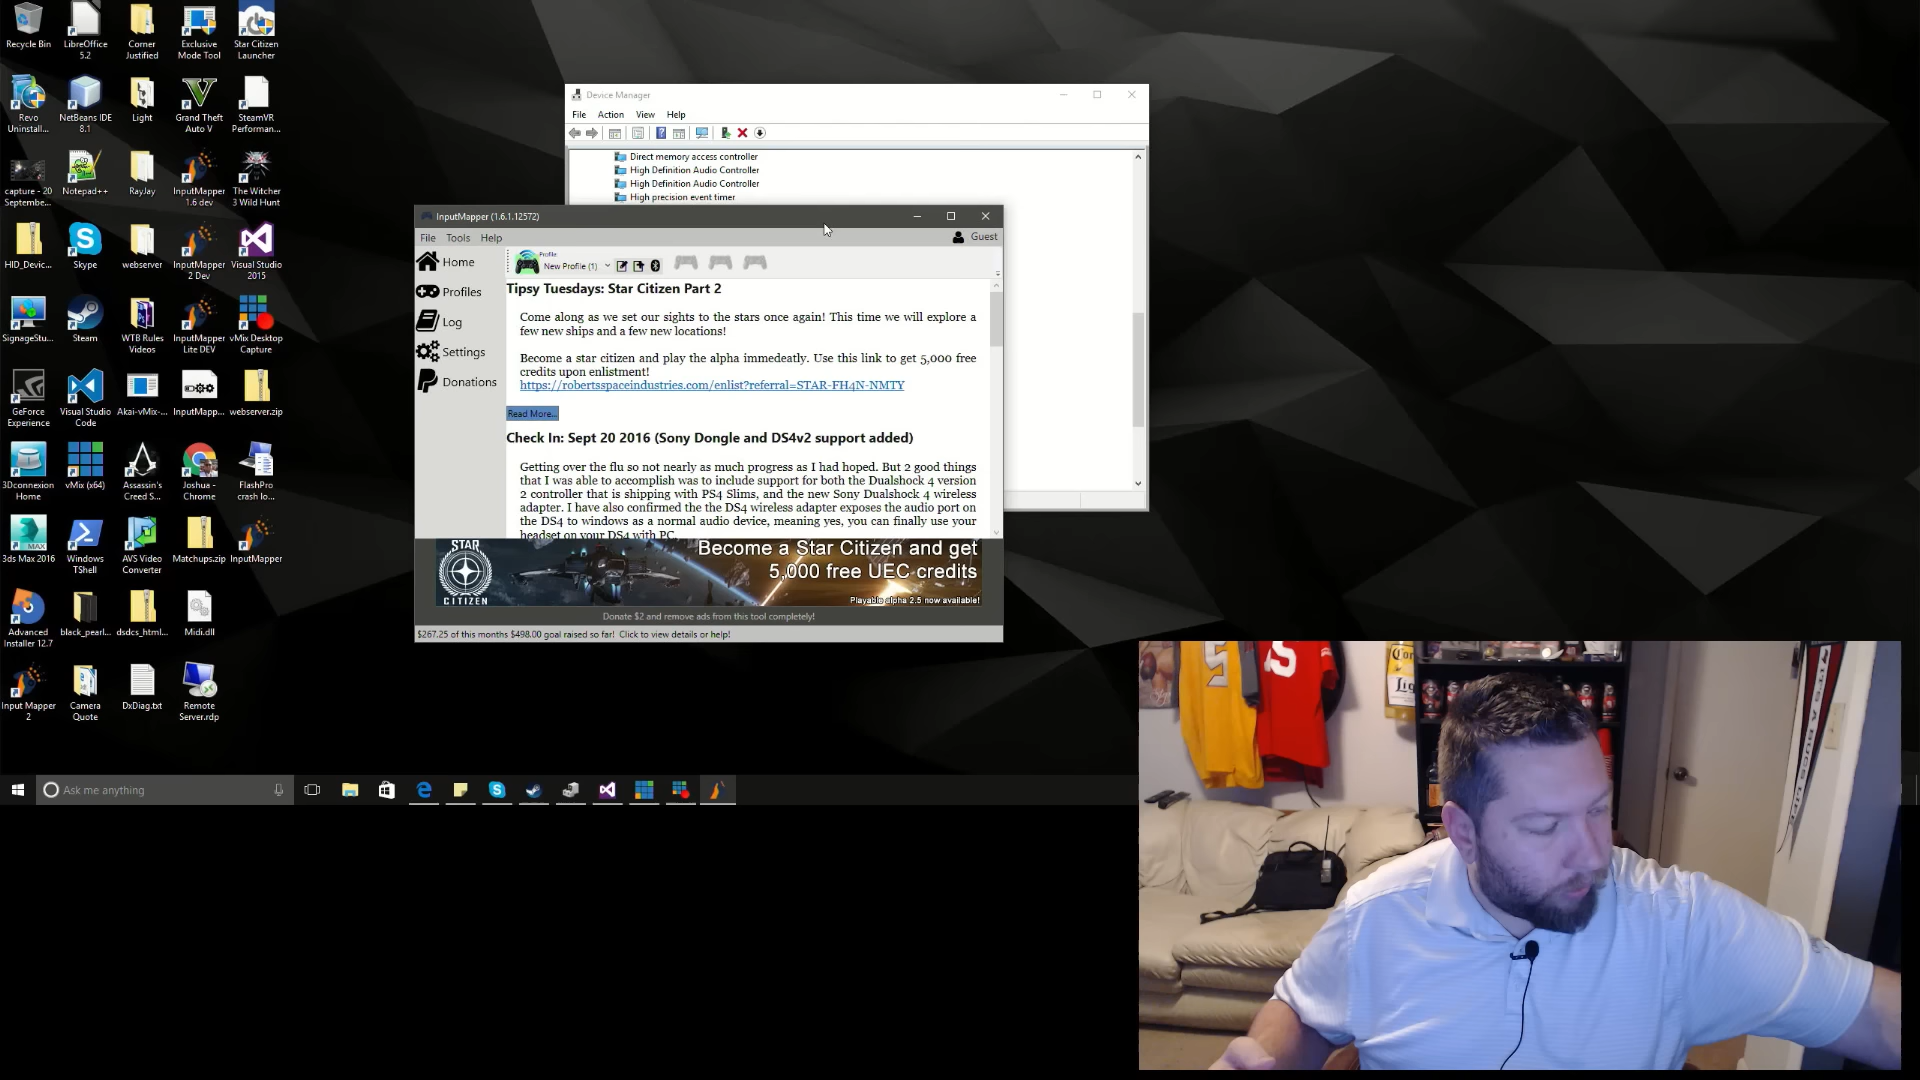 Recycle Bin
LibreOffice 5.2
Corner Justified
Exclusive Mode Tool
Star Citizen Launcher
Revo Uninstall...
NetBeans IDE 8.1
Light
Grand Theft Auto V
SteamVR Performan...
capture - 20 septembe...
Notepad++
RayJay
InputMapper 1.6 dev
The Witcher 3 Wild Hunt
HID_Devic...
Skype
webserver
InputMapper 2 Dev
Visual Studio 2015
SignageStu...
Steam
WTB Rules Videos
InputMapper Lite DEV
vMix Desktop Capture
GeForce Experience
Visual Studio Code
Akai-vMix-...
InputMapp...
webserver.zip
3Dconnexion Home
vMix (x64)
Assassin's Creed S...
Joshua - Chrome
FlashPro crash lo...
3ds Max 2016
Windows TShell
AVS Video Converter
Matchups.zip
InputMapper
Advanced Installer 12.7
black_pearl...
dsdcs_html...
Midi.dll
Input Mapper 2
Camera Quote
DxDiag.txt
Remote Server.rdp
Device Manager
File Action View Help
Direct memory access controller
High Definition Audio Controller
High Definition Audio Controller
High precision event timer
InputMapper (1.6.1.12572)
File Tools Help
Guest
Home
Profiles
Log
Settings
Donations
Profile
New Profile (1)
Tipsy Tuesdays: Star Citizen Part 2
Come along as we set our sights to the stars once again! This time we will explore a
few new ships and a few new locations!
Become a star citizen and play the alpha immedeatly. Use this link to get 5,000 free
credits upon enlistment!
https://robertsspaceindustries.com/enlist?referral=STAR-FH4N-NMTY
Read More...
Check In: Sept 20 2016 (Sony Dongle and DS4v2 support added)
Getting over the flu so not nearly as much progress as I had hoped. But 2 good things
that I was able to accomplish was to include support for both the Dualshock 4 version
2 controller that is shipping with PS4 Slims, and the new Sony Dualshock 4 wireless
adapter. I have also confirmed the the DS4 wireless adapter exposes the audio port on
the DS4 to windows as a normal audio device, meaning yes, you can finally use your
headset on your DS4 with PC.
STAR
CITIZEN
Become a Star Citizen and get
5,000 free UEC credits
Playable alpha 2.5 now available!
Donate $2 and remove ads from this tool completely!
$267.25 of this months $498.00 goal raised so far! Click to view details or help!
Ask me anything